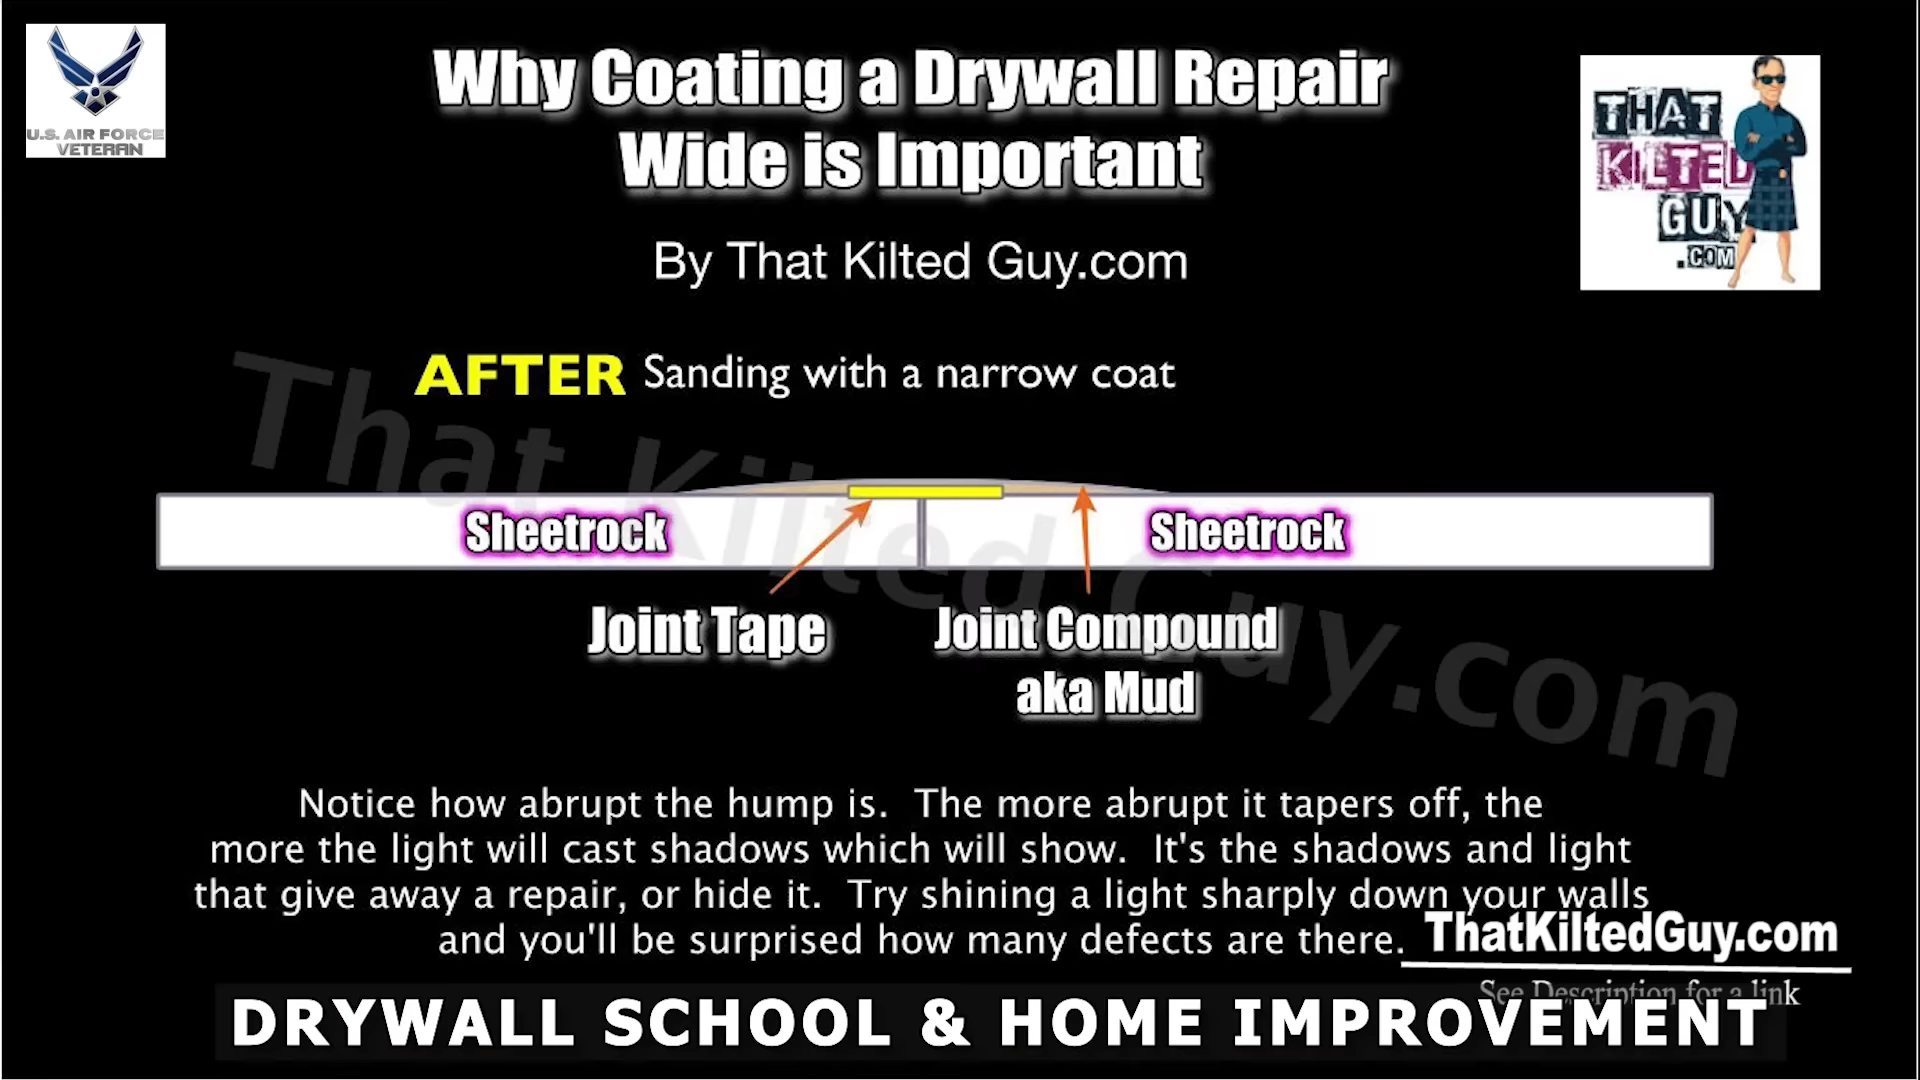 U.S. AIR FORCE
VETERAN
Why Coating a Drywall Repair
Wide is Important
THAT
KILTED
GUY
.COM
By That Kilted Guy.com
AFTER Sanding with a narrow coat
That Kilted Guy.com
Sheetrock
Sheetrock
Joint Tape
Joint Compound
aka Mud
Notice how abrupt the hump is. The more abrupt it tapers off, the
more the light will cast shadows which will show. It's the shadows and light
that give away a repair, or hide it. Try shining a light sharply down your walls
and you'll be surprised how many defects are there.
ThatKiltedGuy.com
See Description for a link
DRYWALL SCHOOL & HOME IMPROVEMENT